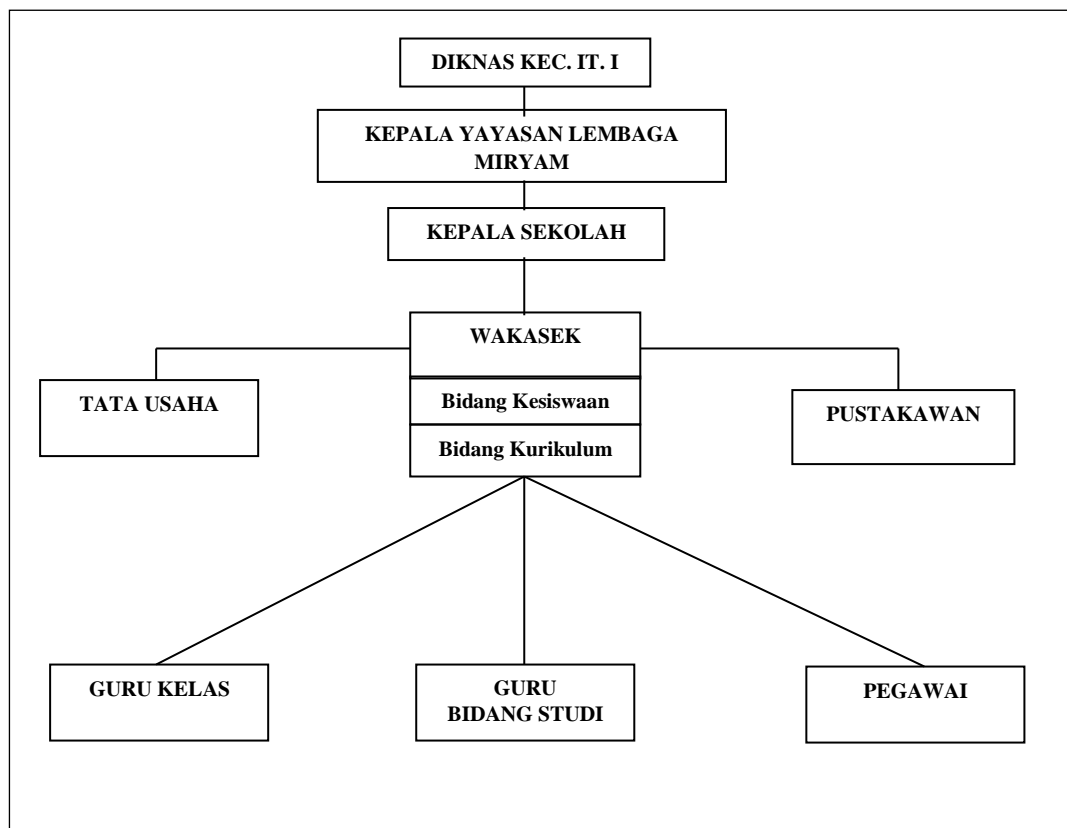 DIKNAS KEC. IT. I
KEPALA YAYASAN LEMBAGA
MIRYAM
KEPALA SEKOLAH
WAKASEK
TATA USAHA
Bidang Kesiswaan
PUSTAKAWAN
Bidang Kurikulum
GURU KELAS
GURU
BIDANG STUDI
PEGAWAI